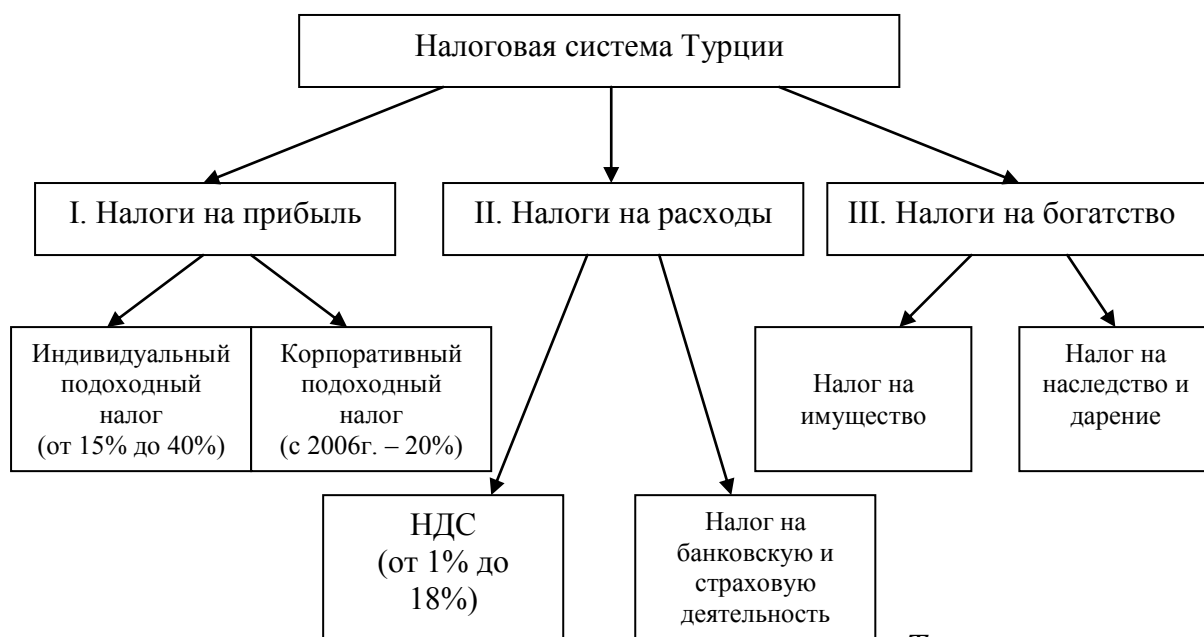 Налоговая система Турции
I. Налоги на прибыль
II. Налоги на расходы
III. Налоги на богатство
Индивидуальный
подоходный
налог
(от 15% до 40%)
Корпоративный
подоходный
налог
(с 2006г. – 20%)
Налог на
имущество
Налог на
наследство и
дарение
НДС
(от 1% до
18%)
Налог на
банковскую и
страховую
деятельность